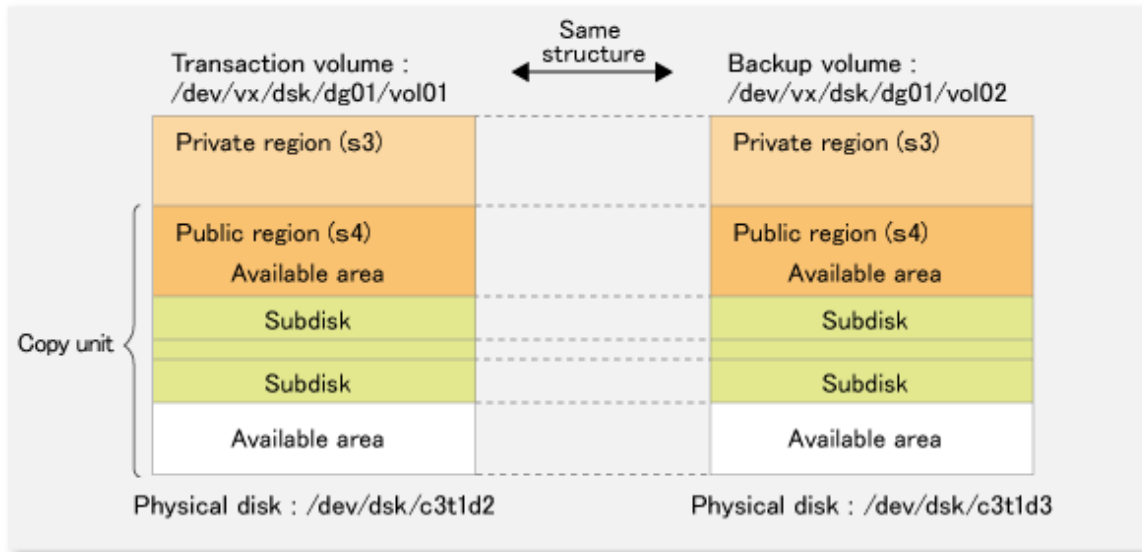 Same
structure
Transaction volume :
/dev/vx/dsk/dg01/vol01
Backup volume :
/dev/vx/dsk/dg01/vol02
Private region (s3)
Private region (s3)
Public region (s4)
Available area
Public region (s4)
Available area
Subdisk
Subdisk
Copy unit
Subdisk
Subdisk
Available area
Available area
Physical disk : /dev/dsk/c3t1d2
Physical disk : /dev/dsk/c3t1d3